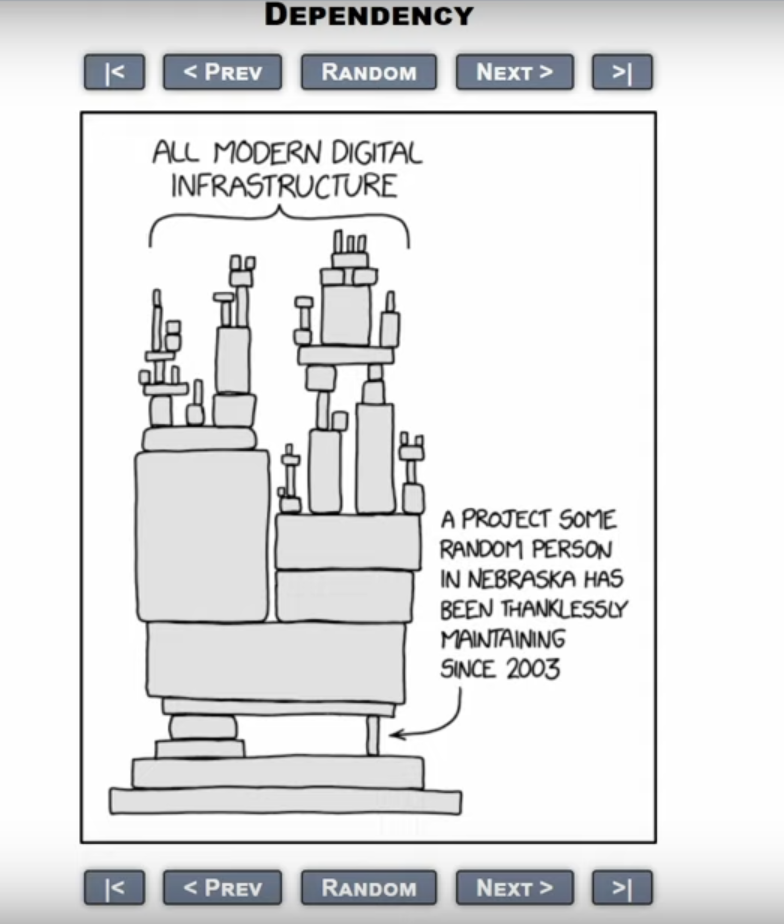 DEPENDENCY
|< < PREV RANDOM NEXT > >|
ALL MODERN DIGITAL
INFRASTRUCTURE
A PROJECT SOME
RANDOM PERSON
IN NEBRASKA HAS
BEEN THANKLESSLY
MAINTAINING
SINCE 2003
|< < PREV RANDOM NEXT > >|